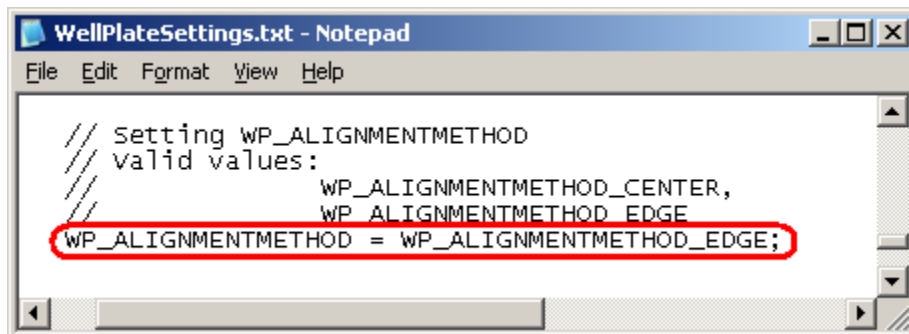 WellPlateSettings.txt - Notepad
File Edit Format View Help
// Setting WP_ALIGNMENTMETHOD
// Valid values:
// WP_ALIGNMENTMETHOD_CENTER,
// WP_ALIGNMENTMETHOD_EDGE
WP_ALIGNMENTMETHOD = WP_ALIGNMENTMETHOD_EDGE;